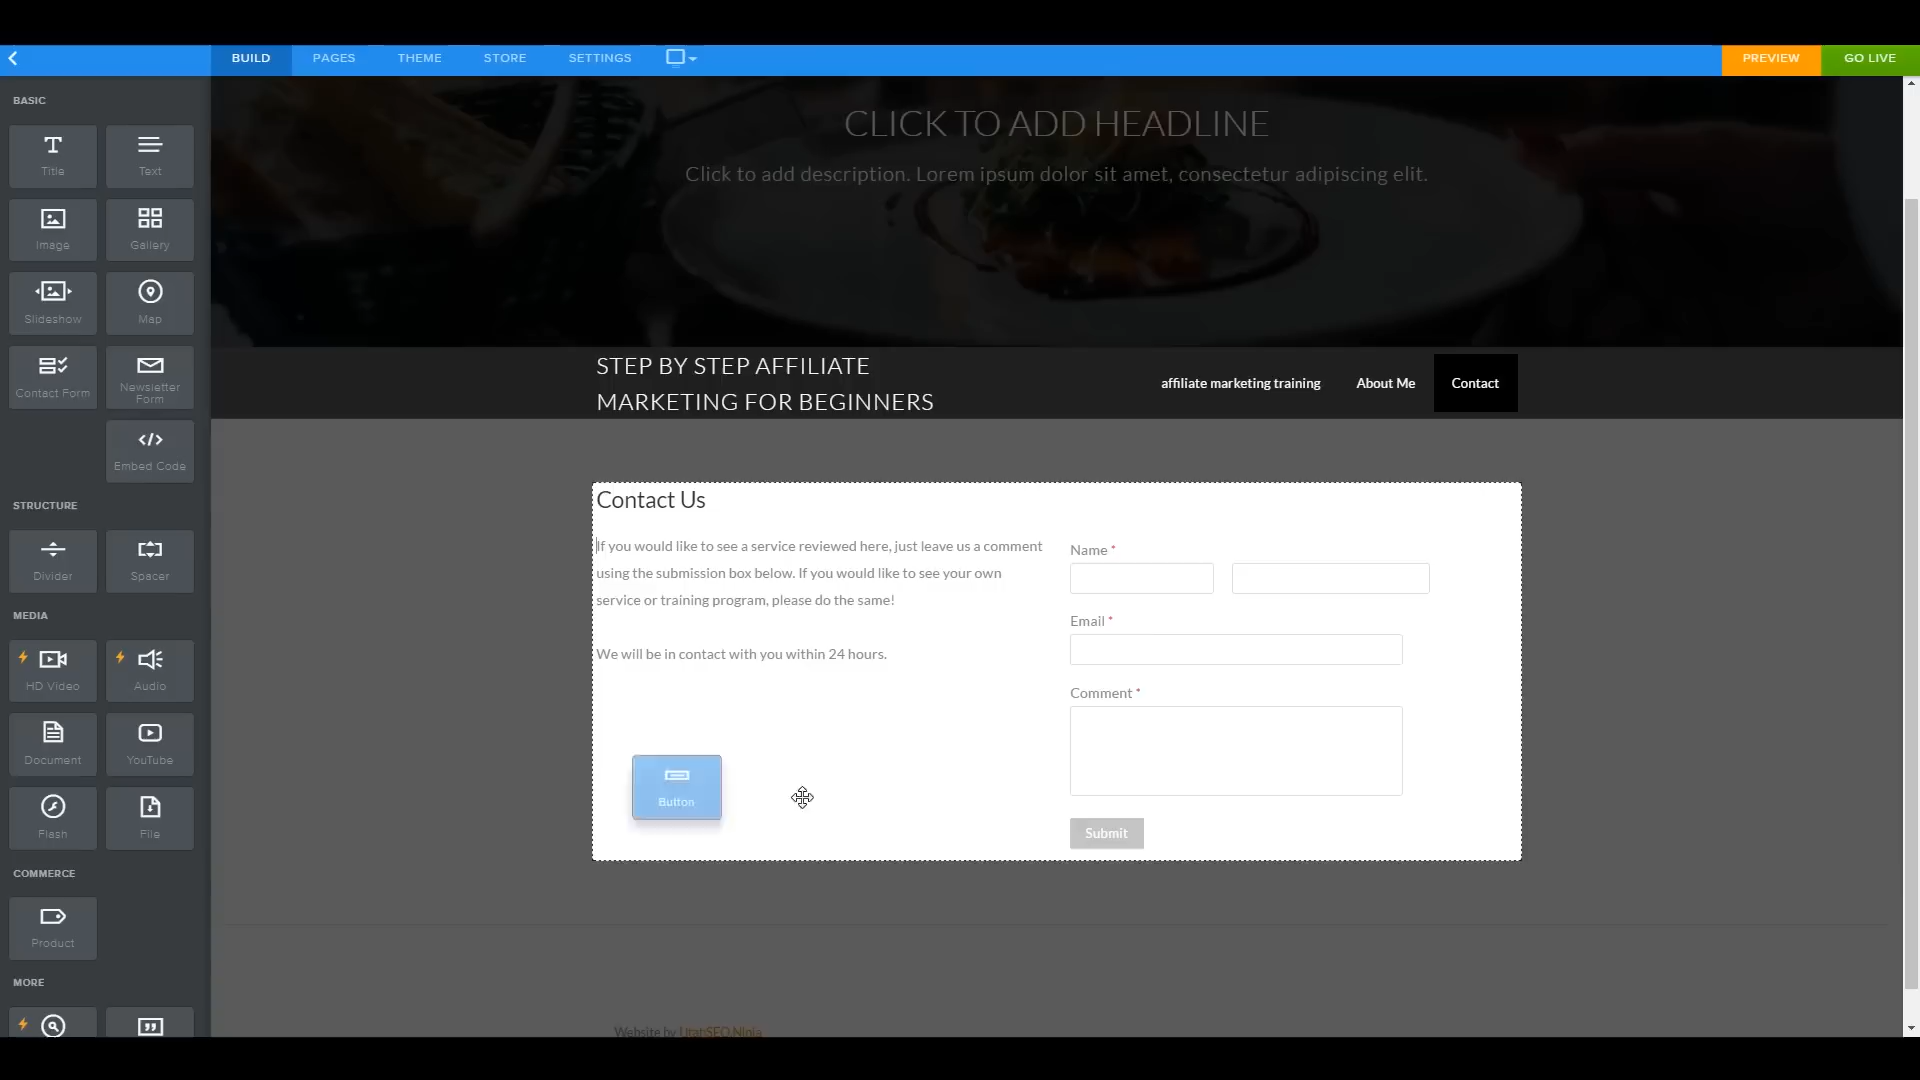 BUILD PAGES THEME STORE SETTINGS PREVIEW GO LIVE
BASIC
Title Text
Image Gallery
Slideshow Map
Contact Form Newsletter Form
Embed Code
STRUCTURE
Divider Spacer
MEDIA
HD Video Audio
Document YouTube
Flash File
COMMERCE
Product
MORE
CLICK TO ADD HEADLINE
Click to add description. Lorem ipsum dolor sit amet, consectetur adipiscing elit.
STEP BY STEP AFFILIATE
MARKETING FOR BEGINNERS
affiliate marketing training About Me Contact
Contact Us
If you would like to see a service reviewed here, just leave us a comment
using the submission box below. If you would like to see your own
service or training program, please do the same!
We will be in contact with you within 24 hours.
Button
Name *
Email *
Comment *
Submit
Website by